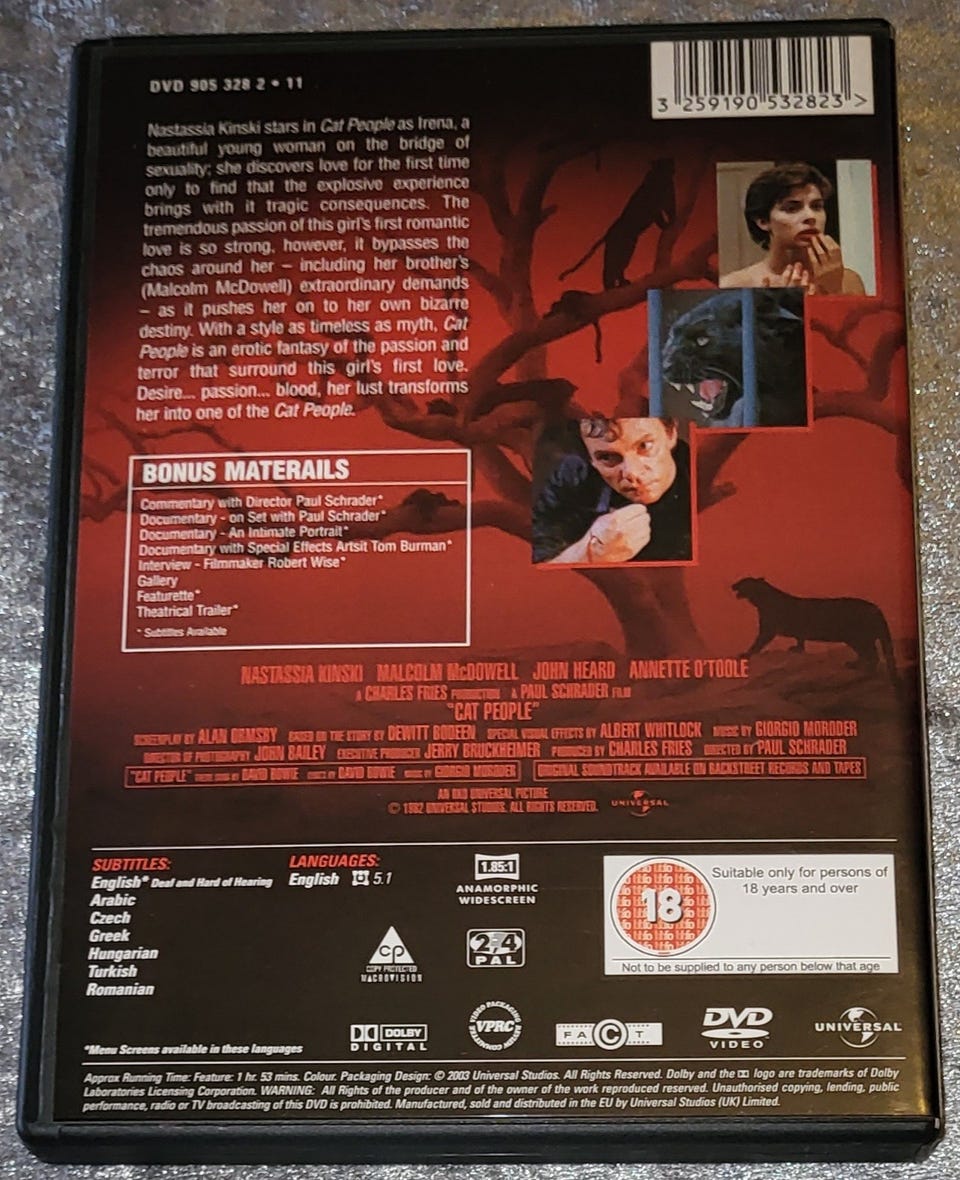 DVD 905 328 2 • 11
3 259190 532823 >
Nastassia Kinski stars in Cat People as Irena, a
beautiful young woman on the bridge of
sexuality; she discovers love for the first time
only to find that the explosive experience
brings with it tragic consequences. The
tremendous passion of this girl's first romantic
love is so strong, however, it bypasses the
chaos around her – including her brother's
(Malcolm McDowell) extraordinary demands
– as it pushes her on to her own bizarre
destiny. With a style as timeless as myth, Cat
People is an erotic fantasy of the passion and
terror that surround this girl's first love.
Desire... passion... blood, her lust transforms
her into one of the Cat People.
BONUS MATERAILS
Commentary with Director Paul Schrader*
Documentary - on Set with Paul Schrader*
Documentary - An Intimate Portrait*
Documentary with Special Effects Artsit Tom Burman*
Interview - Filmmaker Robert Wise*
Gallery
Featurette*
Theatrical Trailer*
* Subtitles Available
NASTASSIA KINSKI MALCOLM McDOWELL JOHN HEARD ANNETTE O'TOOLE
A CHARLES FRIES PRODUCTION A PAUL SCHRADER FILM
"CAT PEOPLE"
SCREENPLAY BY ALAN ORMSBY BASED ON THE STORY BY DEWITT BODEEN SPECIAL VISUAL EFFECTS BY ALBERT WHITLOCK MUSIC BY GIORGIO MORODER
DIRECTOR OF PHOTOGRAPHY JOHN BAILEY EXECUTIVE PRODUCER JERRY BRUCKHEIMER PRODUCED BY CHARLES FRIES DIRECTED BY PAUL SCHRADER
"CAT PEOPLE" THEME SONG BY DAVID BOWIE LYRICS BY DAVID BOWIE MUSIC BY GIORGIO MORODER ORIGINAL SOUNDTRACK AVAILABLE ON BACKSTREET RECORDS AND TAPES
AN RKO UNIVERSAL PICTURE
© 1982 UNIVERSAL STUDIOS. ALL RIGHTS RESERVED. UNIVERSAL
SUBTITLES:
English* Deaf and Hard of Hearing
Arabic
Czech
Greek
Hungarian
Turkish
Romanian
*Menu Screens available in these languages
LANGUAGES:
English 5.1
1.85:1
ANAMORPHIC
WIDESCREEN
cp
COPY PROTECTED
MACROVISION
2,4
PAL
18
Suitable only for persons of
18 years and over
Not to be supplied to any person below that age
DOLBY
DIGITAL
VIDEO PACKAGING REVIEW COMMITTEE
VPRC
FACT
DVD
VIDEO
UNIVERSAL
Approx Running Time: Feature: 1 hr. 53 mins. Colour. Packaging Design: © 2003 Universal Studios. All Rights Reserved. Dolby and the logo are trademarks of Dolby
Laboratories Licensing Corporation. WARNING: All Rights of the producer and of the owner of the work reproduced reserved. Unauthorised copying, lending, public
performance, radio or TV broadcasting of this DVD is prohibited. Manufactured, sold and distributed in the EU by Universal Studios (UK) Limited.